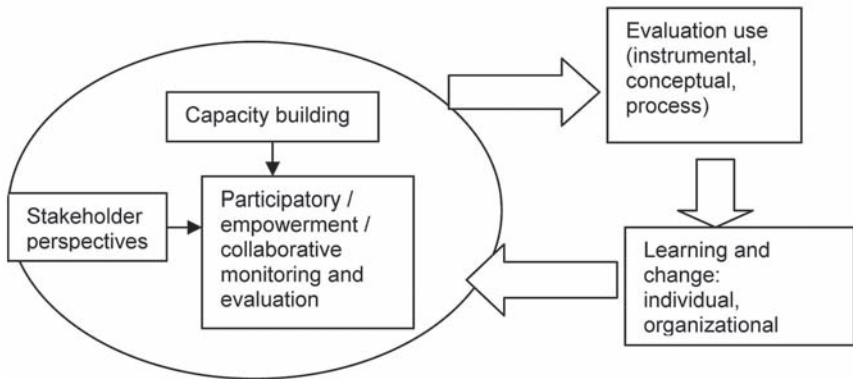 Evaluation use
(instrumental,
conceptual,
process)
Capacity building
Stakeholder
perspectives
Participatory /
empowerment /
collaborative
monitoring and
evaluation
Learning and
change:
individual,
organizational